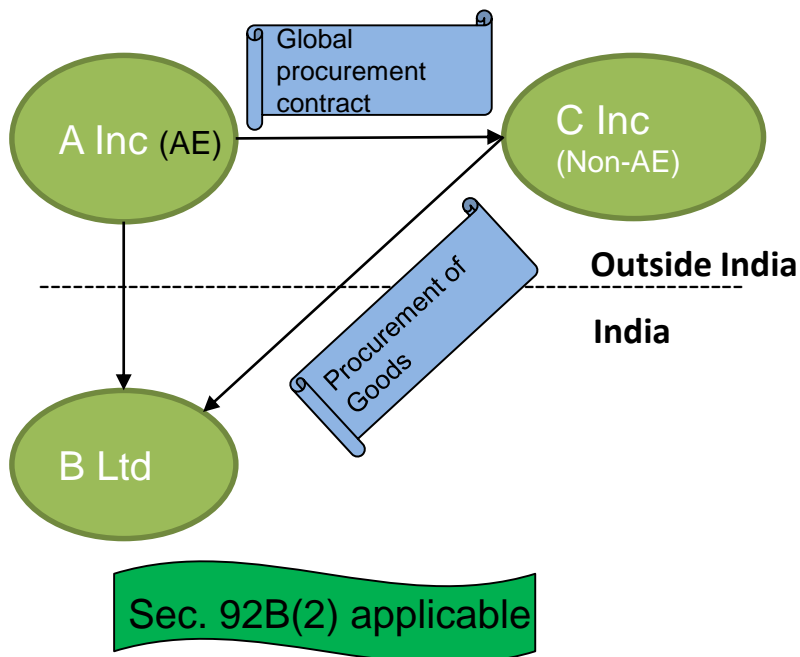 Global
procurement
contract
A Inc (AE)
C Inc
(Non-AE)
Outside India
Procurement of
Goods
India
B Ltd
Sec. 92B(2) applicable